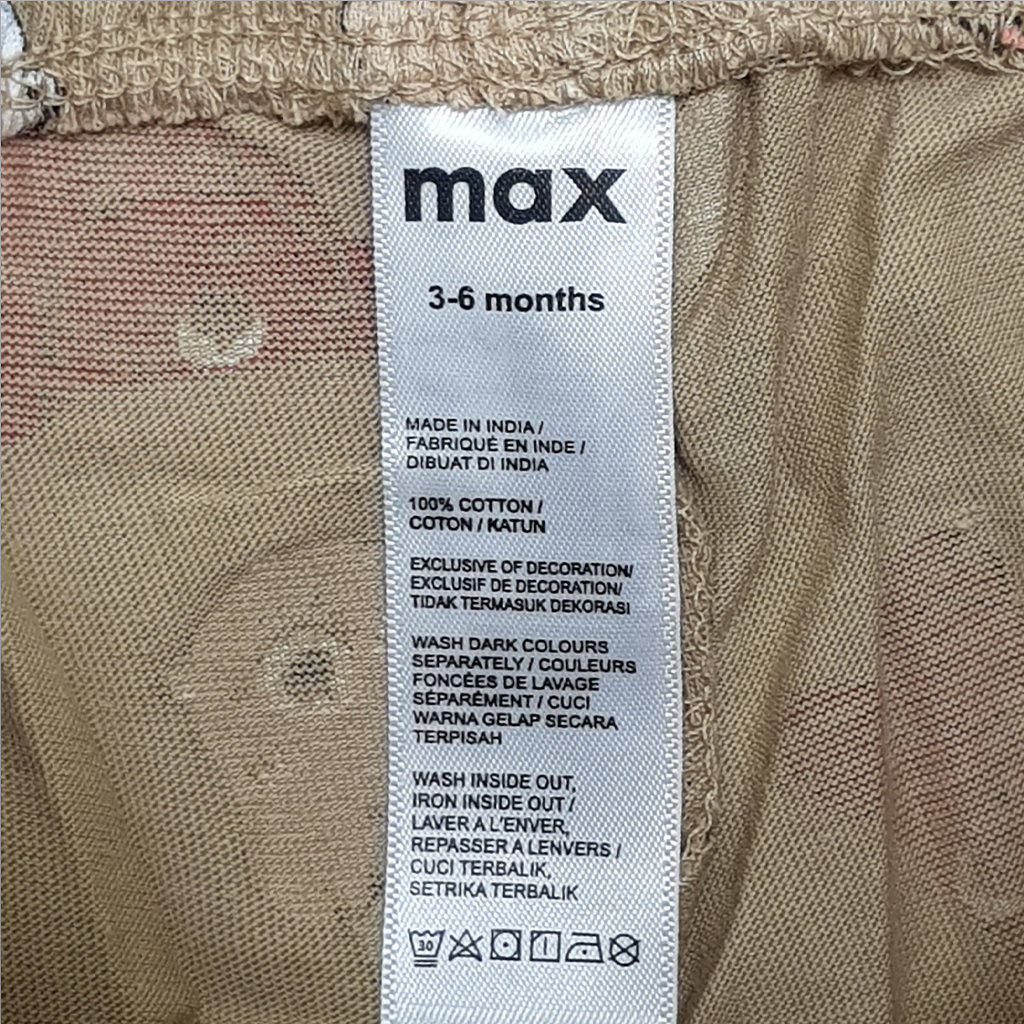 max
3-6 months
MADE IN INDIA /
FABRIQUÉ EN INDE /
DIBUAT DI INDIA
100% COTTON /
COTON / KATUN
EXCLUSIVE OF DECORATION/
EXCLUSIF DE DECORATION/
TIDAK TERMASUK DEKORASI
WASH DARK COLOURS
SEPARATELY / COULEURS
FONCÉES DE LAVAGE
SÉPARÉMENT / CUCI
WARNA GELAP SECARA
TERPISAH
WASH INSIDE OUT,
IRON INSIDE OUT /
LAVER A L'ENVER,
REPASSER A LENVERS /
CUCI TERBALIK,
SETRIKA TERBALIK
30